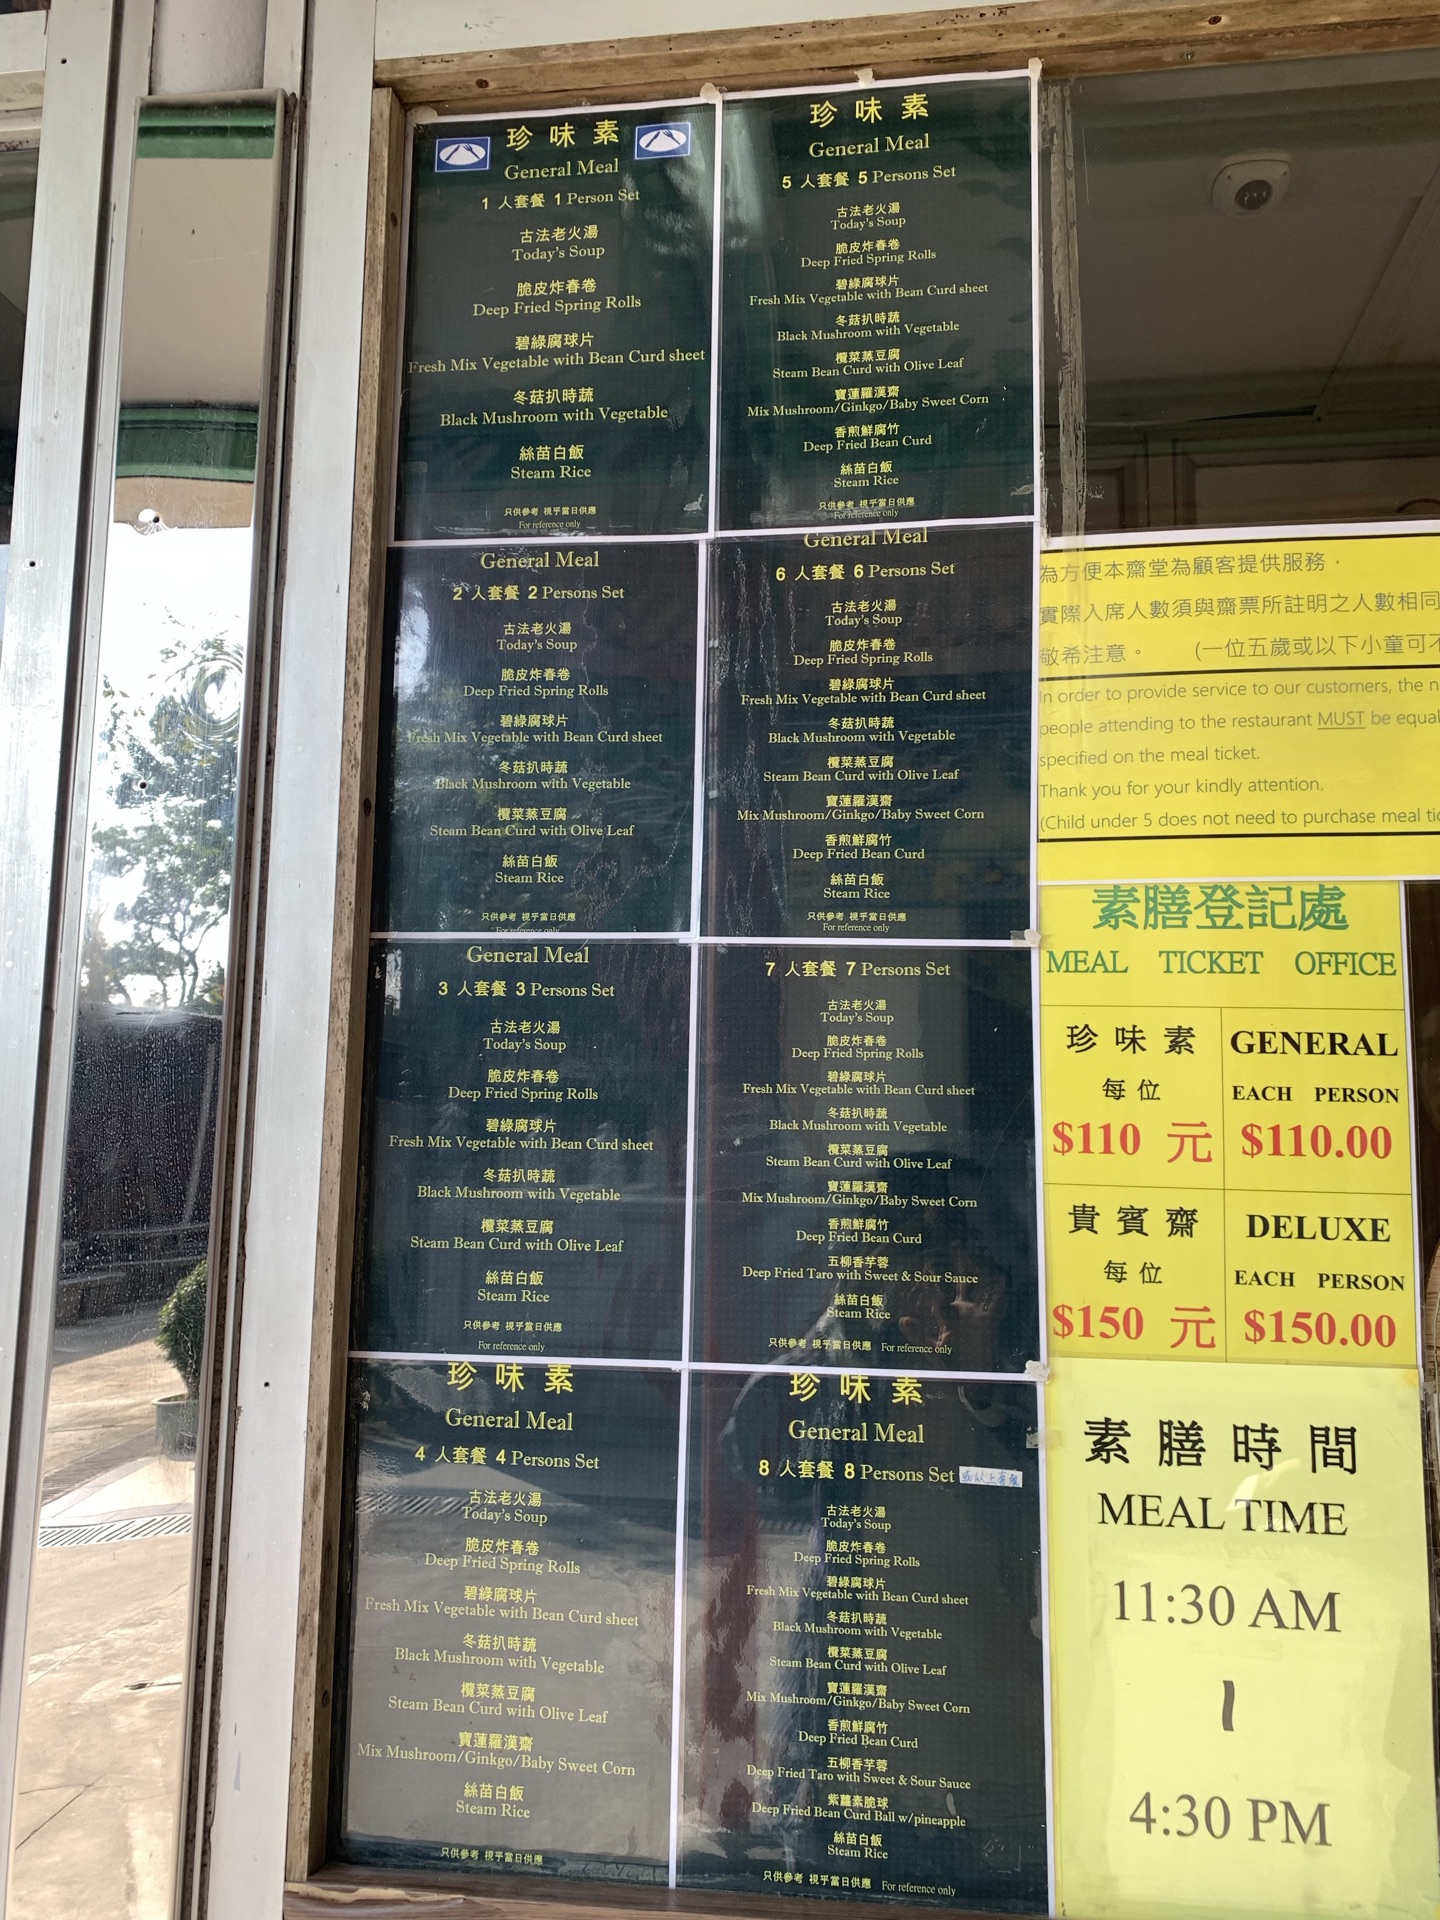 珍味素
General Meal
1 人套餐 1 Person Set
古法老火湯
Today's Soup
脆皮炸春卷
Deep Fried Spring Rolls
碧綠腐球片
Fresh Mix Vegetable with Bean Curd sheet
冬菇扒時蔬
Black Mushroom with Vegetable
絲苗白飯
Steam Rice
只供參考 視乎當日供應
For reference only
General Meal
2 人套餐 2 Persons Set
古法老火湯
Today's Soup
脆皮炸春卷
Deep Fried Spring Rolls
碧綠腐球片
Fresh Mix Vegetable with Bean Curd sheet
冬菇扒時蔬
Black Mushroom with Vegetable
欖菜蒸豆腐
Steam Bean Curd with Olive Leaf
絲苗白飯
Steam Rice
只供參考 視乎當日供應
For reference only
General Meal
3 人套餐 3 Persons Set
古法老火湯
Today's Soup
脆皮炸春卷
Deep Fried Spring Rolls
碧綠腐球片
Fresh Mix Vegetable with Bean Curd sheet
冬菇扒時蔬
Black Mushroom with Vegetable
欖菜蒸豆腐
Steam Bean Curd with Olive Leaf
絲苗白飯
Steam Rice
只供參考 視乎當日供應
For reference only
珍味素
General Meal
4 人套餐 4 Persons Set
古法老火湯
Today's Soup
脆皮炸春卷
Deep Fried Spring Rolls
碧綠腐球片
Fresh Mix Vegetable with Bean Curd sheet
冬菇扒時蔬
Black Mushroom with Vegetable
欖菜蒸豆腐
Steam Bean Curd with Olive Leaf
寶蓮羅漢齋
Mix Mushroom/Ginkgo/Baby Sweet Corn
絲苗白飯
Steam Rice
只供參考 視乎當日供應
珍味素
General Meal
5 人套餐 5 Persons Set
古法老火湯
Today's Soup
脆皮炸春卷
Deep Fried Spring Rolls
碧綠腐球片
Fresh Mix Vegetable with Bean Curd sheet
冬菇扒時蔬
Black Mushroom with Vegetable
欖菜蒸豆腐
Steam Bean Curd with Olive Leaf
寶蓮羅漢齋
Mix Mushroom/Ginkgo/Baby Sweet Corn
香煎鮮腐竹
Deep Fried Bean Curd
絲苗白飯
Steam Rice
只供參考 視乎當日供應
For reference only
General Meal
6 人套餐 6 Persons Set
古法老火湯
Today's Soup
脆皮炸春卷
Deep Fried Spring Rolls
碧綠腐球片
Fresh Mix Vegetable with Bean Curd sheet
冬菇扒時蔬
Black Mushroom with Vegetable
欖菜蒸豆腐
Steam Bean Curd with Olive Leaf
寶蓮羅漢齋
Mix Mushroom/Ginkgo/Baby Sweet Corn
香煎鮮腐竹
Deep Fried Bean Curd
絲苗白飯
Steam Rice
只供參考 視乎當日供應
For reference only
7 人套餐 7 Persons Set
古法老火湯
Today's Soup
脆皮炸春卷
Deep Fried Spring Rolls
碧綠腐球片
Fresh Mix Vegetable with Bean Curd sheet
冬菇扒時蔬
Black Mushroom with Vegetable
欖菜蒸豆腐
Steam Bean Curd with Olive Leaf
寶蓮羅漢齋
Mix Mushroom/Ginkgo/Baby Sweet Corn
香煎鮮腐竹
Deep Fried Bean Curd
五柳香芋蓉
Deep Fried Taro with Sweet & Sour Sauce
絲苗白飯
Steam Rice
只供參考 視乎當日供應 For reference only
珍味素
General Meal
8 人套餐 8 Persons Set 或以上套餐
古法老火湯
Today's Soup
脆皮炸春卷
Deep Fried Spring Rolls
碧綠腐球片
Fresh Mix Vegetable with Bean Curd sheet
冬菇扒時蔬
Black Mushroom with Vegetable
欖菜蒸豆腐
Steam Bean Curd with Olive Leaf
寶蓮羅漢齋
Mix Mushroom/Ginkgo/Baby Sweet Corn
香煎鮮腐竹
Deep Fried Bean Curd
五柳香芋蓉
Deep Fried Taro with Sweet & Sour Sauce
紫蘿素脆球
Deep Fried Bean Curd Ball w/pineapple
絲苗白飯
Steam Rice
只供參考 視乎當日供應 For reference only
為方便本齋堂為顧客提供服務．
實際入席人數須與齋票所註明之人數相同
敬希注意。 (一位五歲或以下小童可不
In order to provide service to our customers, the n
people attending to the restaurant MUST be equal
specified on the meal ticket.
Thank you for your kindly attention.
(Child under 5 does not need to purchase meal tic
素膳登記處
MEAL TICKET OFFICE
珍味素
每位
$110 元
GENERAL
EACH PERSON
$110.00
貴賓齋
每位
$150 元
DELUXE
EACH PERSON
$150.00
素膳時間
MEAL TIME
11:30 AM
~
4:30 PM